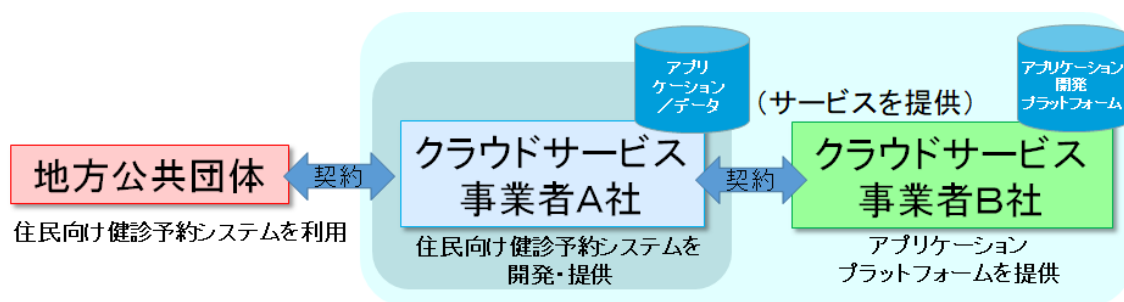 アプリ
ケーション
／データ
アプリケーション
開発
プラットフォーム
（サービスを提供）
地方公共団体
契約
クラウドサービス
事業者A社
契約
クラウドサービス
事業者B社
住民向け健診予約システムを利用
住民向け健診予約システムを
開発・提供
アプリケーション
プラットフォームを提供